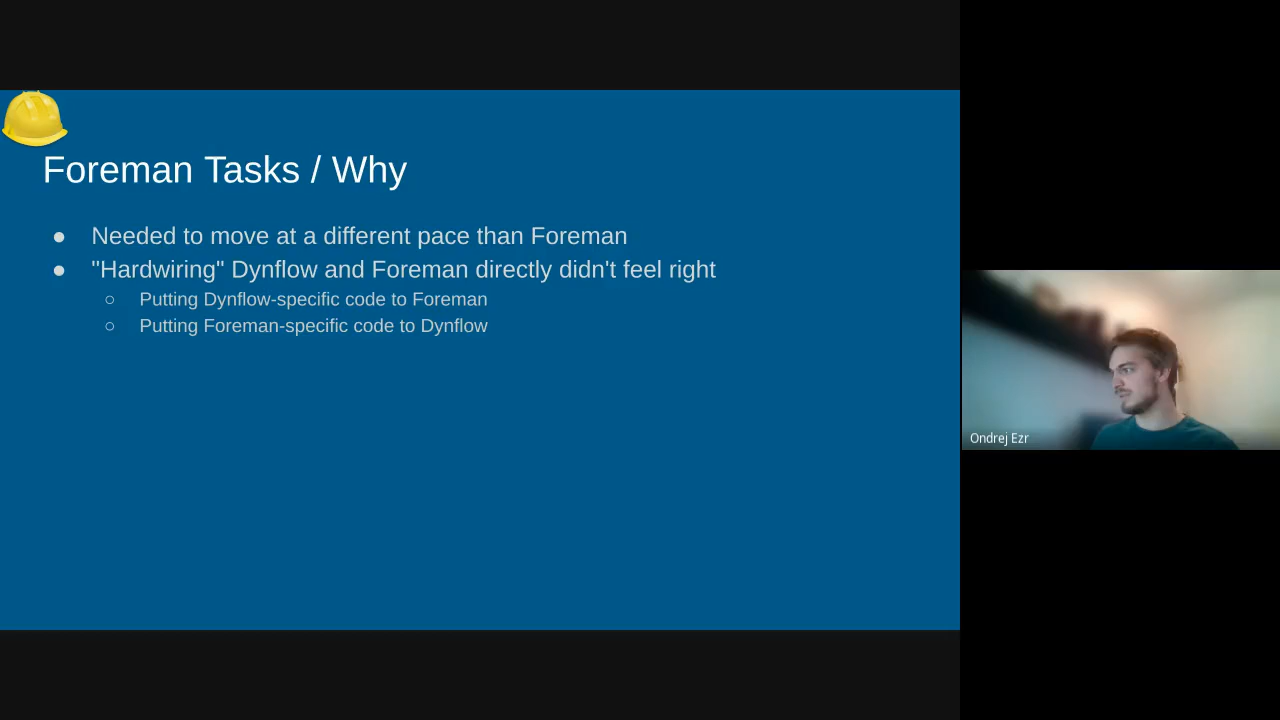 Foreman Tasks / Why
● Needed to move at a different pace than Foreman
● "Hardwiring" Dynflow and Foreman directly didn't feel right
○ Putting Dynflow-specific code to Foreman
○ Putting Foreman-specific code to Dynflow
Ondrej Ezr